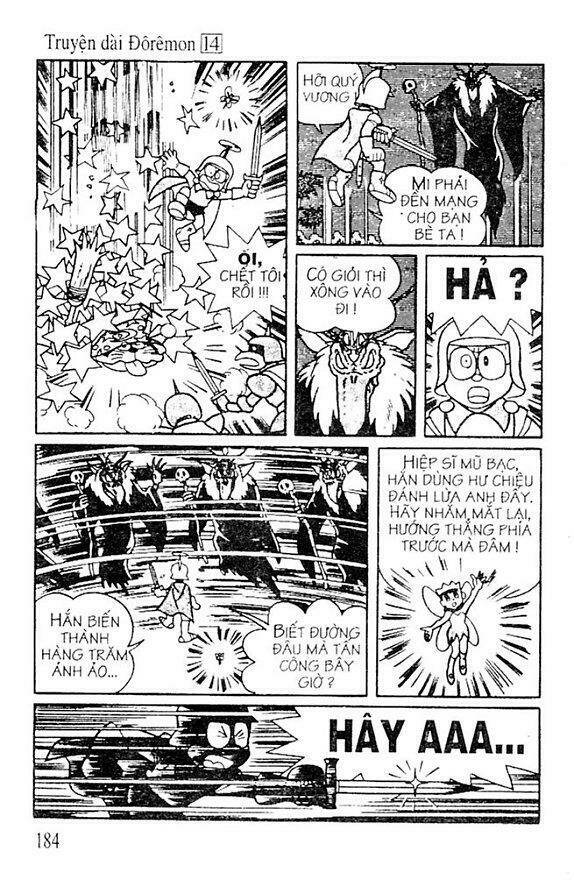 Truyện dài Đôrêmon 14
ỐI,
CHẾT TÔI
RỒI !!!
HỠI QUỶ
VƯƠNG !
MI PHẢI
ĐỀN MẠNG
CHO BẠN
BÈ TA !
CÓ GIỎI THÌ
XÔNG VÀO
ĐI !
HẢ ?
HẮN BIẾN
THÀNH
HÀNG TRĂM
ẢNH ẢO...
BIẾT ĐƯỜNG
ĐÂU MÀ TẤN
CÔNG BÂY
GIỜ ?
HIỆP SĨ MŨ BẠC,
HẮN DÙNG HƯ CHIÊU
ĐÁNH LỪA ANH ĐẤY.
HÃY NHẮM MẮT LẠI,
HƯỚNG THẲNG PHÍA
TRƯỚC MÀ ĐÂM !
HÂY AAA...
184